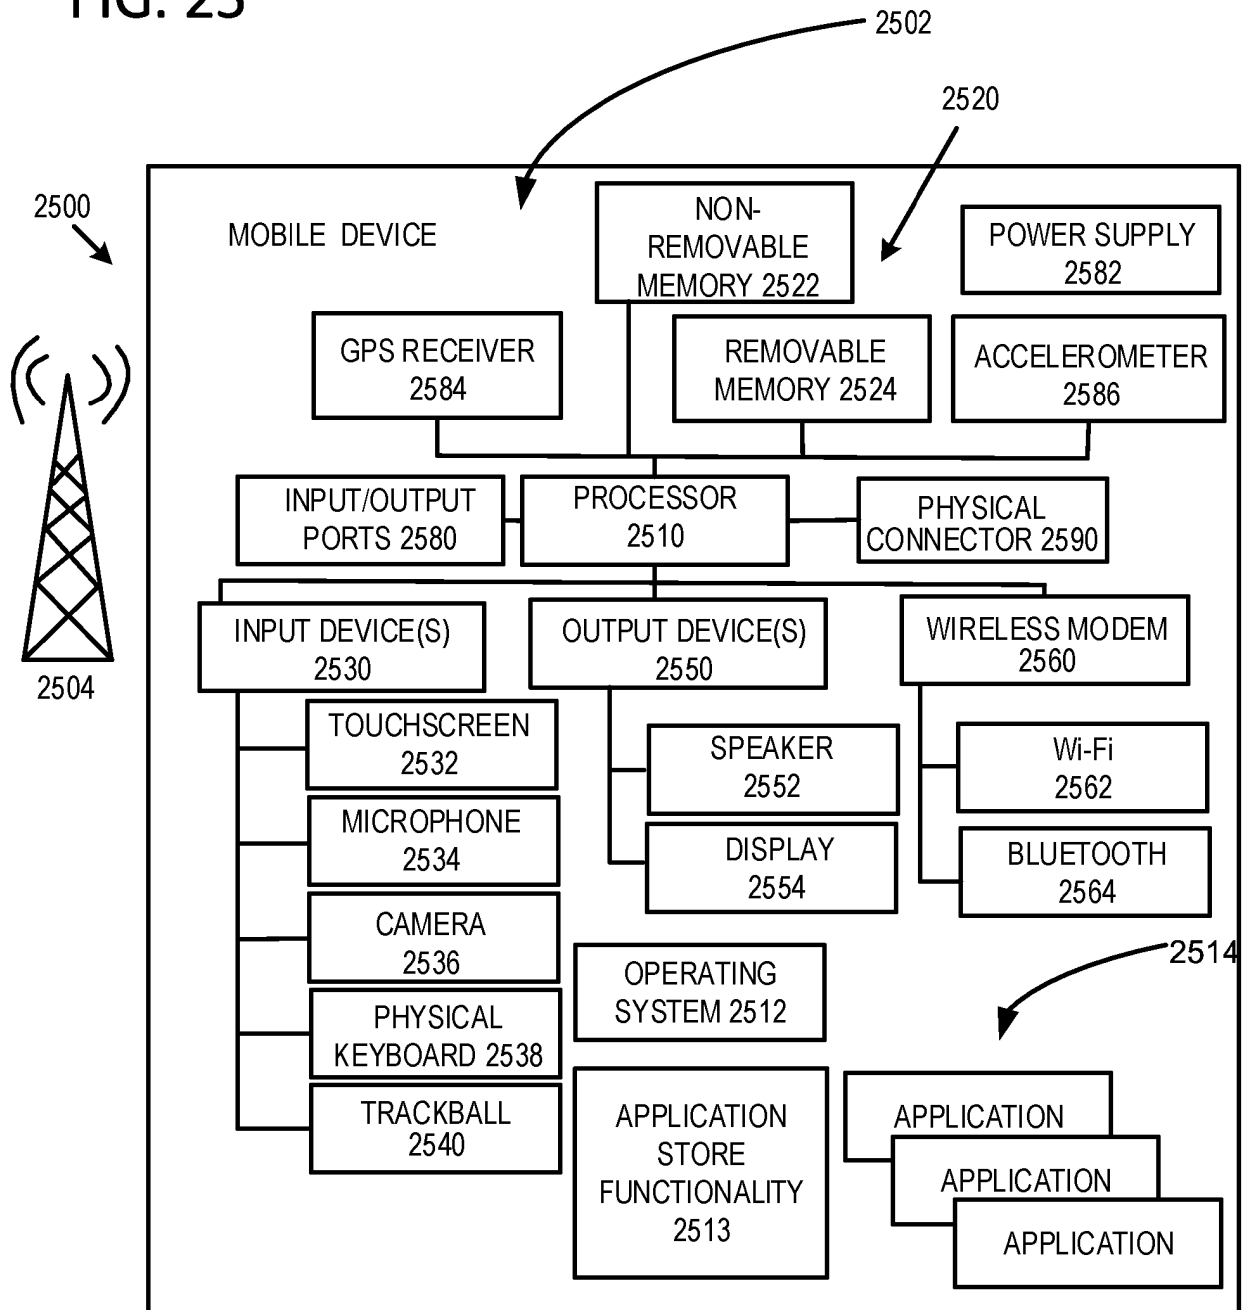 FIG. 25
2502
2520
2500
MOBILE DEVICE
NON-
REMOVABLE
MEMORY 2522
POWER SUPPLY
2582
GPS RECEIVER
2584
REMOVABLE
MEMORY 2524
ACCELEROMETER
2586
INPUT/OUTPUT
PORTS 2580
PROCESSOR
2510
PHYSICAL
CONNECTOR 2590
INPUT DEVICE(S)
2530
OUTPUT DEVICE(S)
2550
WIRELESS MODEM
2560
2504
TOUCHSCREEN
2532
SPEAKER
2552
Wi-Fi
2562
MICROPHONE
2534
DISPLAY
2554
BLUETOOTH
2564
CAMERA
2536
OPERATING
SYSTEM 2512
2514
PHYSICAL
KEYBOARD 2538
TRACKBALL
2540
APPLICATION
STORE
FUNCTIONALITY
2513
APPLICATION
APPLICATION
APPLICATION